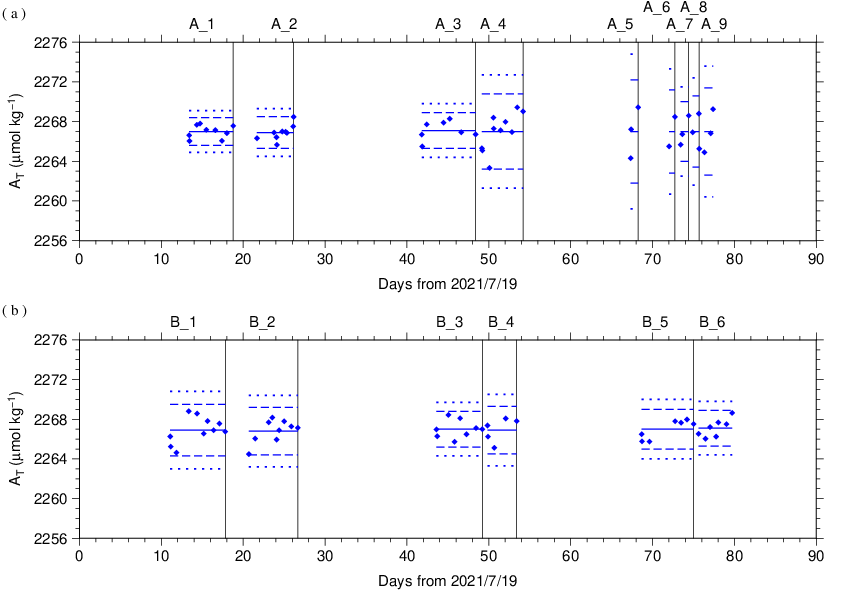 A_6 A_8
( a ) A_1 A_2 A_3 A_4 A_5 A_7 A_9
2276
2272
2268
2264
2260
2256
A_T (μmol kg⁻¹)
0 10 20 30 40 50 60 70 80 90
Days from 2021/7/19
( b )
B_1 B_2 B_3 B_4 B_5 B_6
2276
2272
2268
2264
2260
2256
A_T (μmol kg⁻¹)
0 10 20 30 40 50 60 70 80 90
Days from 2021/7/19